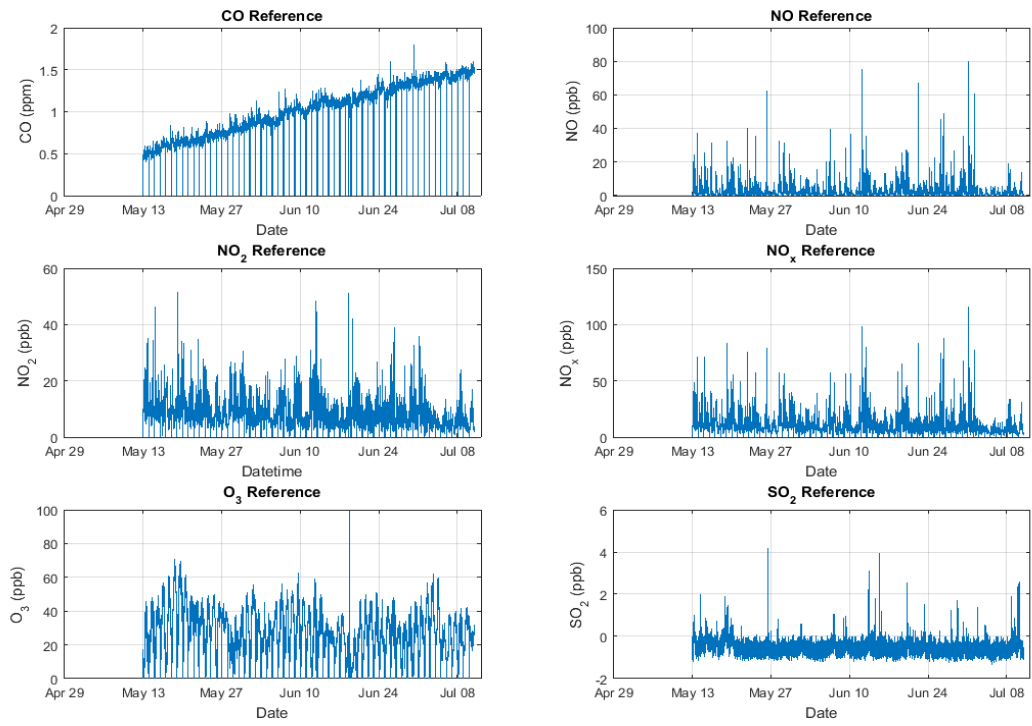 CO Reference
2
1.5
1
0.5
0
CO (ppm)
Apr 29 May 13 May 27 Jun 10 Jun 24 Jul 08
Date
NO Reference
100
80
60
40
20
0
NO (ppb)
Apr 29 May 13 May 27 Jun 10 Jun 24 Jul 08
Date
NO2 Reference
60
40
20
0
NO2 (ppb)
Apr 29 May 13 May 27 Jun 10 Jun 24 Jul 08
Datetime
NOx Reference
150
100
50
0
NOx (ppb)
Apr 29 May 13 May 27 Jun 10 Jun 24 Jul 08
Date
O3 Reference
100
80
60
40
20
0
O3 (ppb)
Apr 29 May 13 May 27 Jun 10 Jun 24 Jul 08
Date
SO2 Reference
6
4
2
0
-2
SO2 (ppb)
Apr 29 May 13 May 27 Jun 10 Jun 24 Jul 08
Date